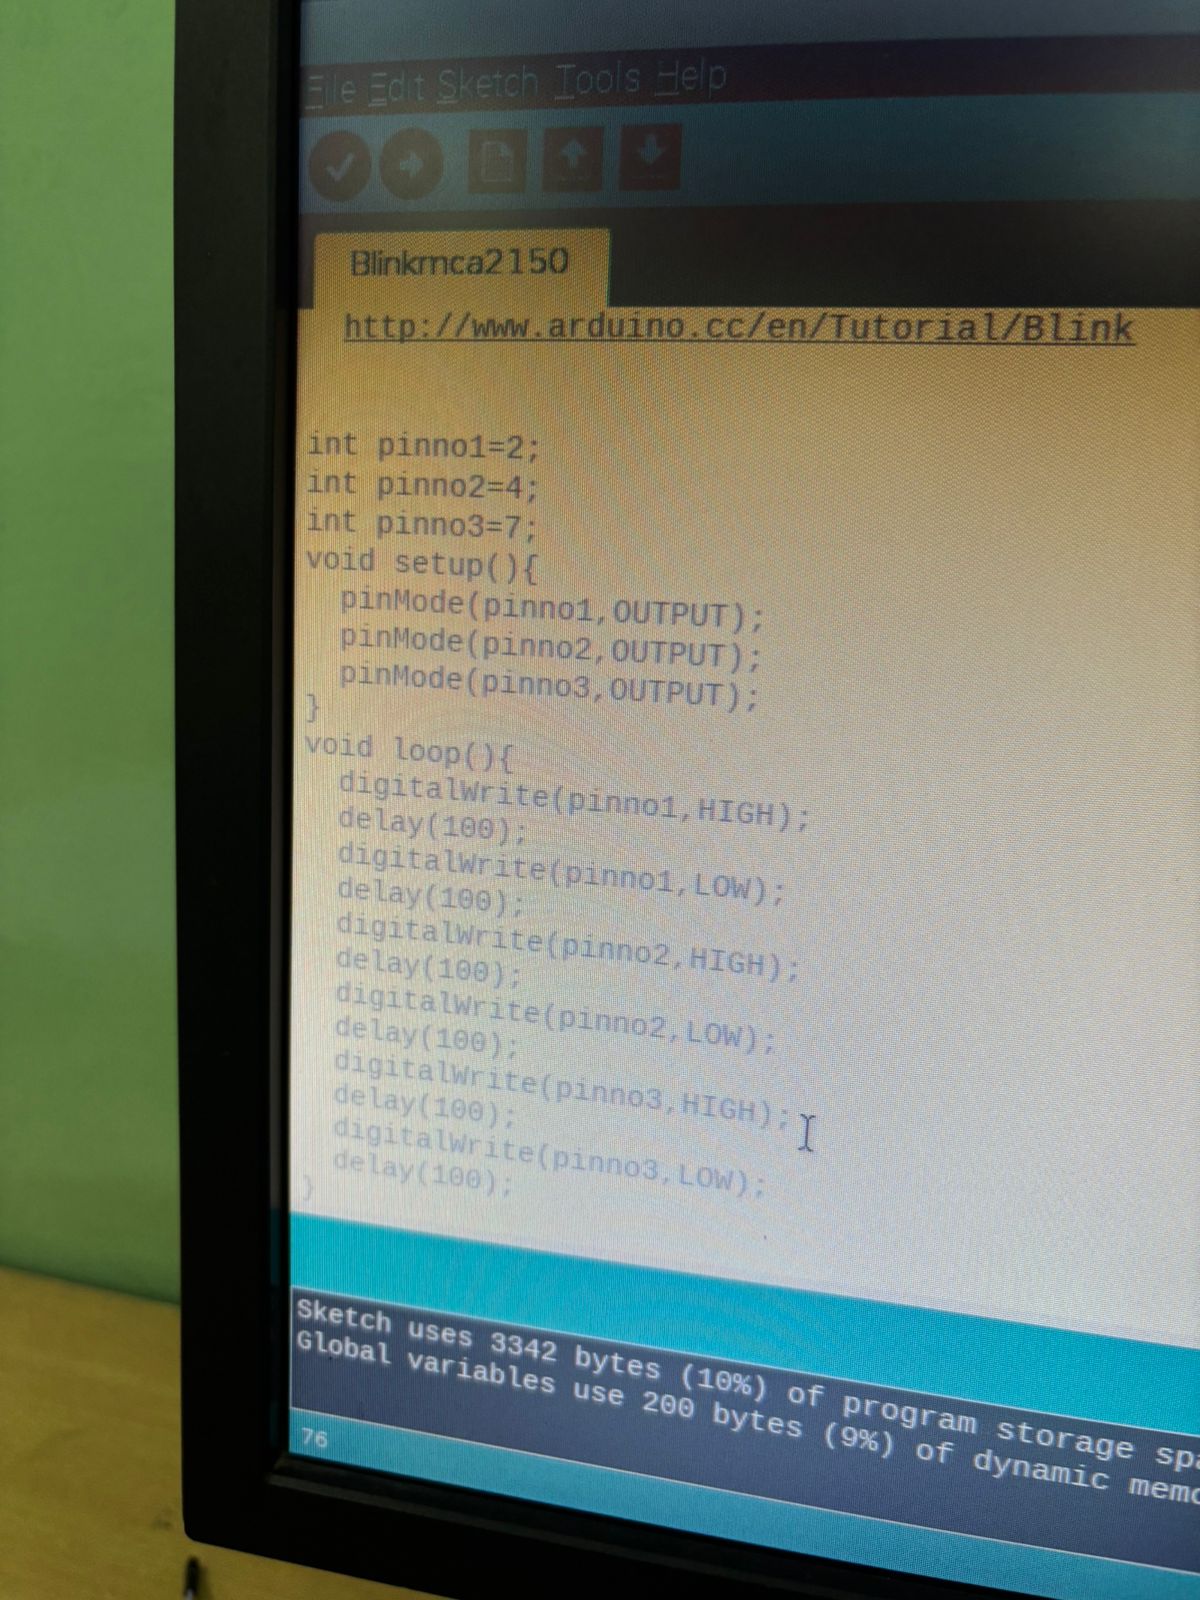 File Edit Sketch Tools Help
Blinkmca2150
http://www.arduino.cc/en/Tutorial/Blink
int pinno1=2;
int pinno2=4;
int pinno3=7;
void setup(){
  pinMode(pinno1,OUTPUT);
  pinMode(pinno2,OUTPUT);
  pinMode(pinno3,OUTPUT);
}
void loop(){
  digitalWrite(pinno1,HIGH);
  delay(100);
  digitalWrite(pinno1,LOW);
  delay(100);
  digitalWrite(pinno2,HIGH);
  delay(100);
  digitalWrite(pinno2,LOW);
  delay(100);
  digitalWrite(pinno3,HIGH);
  delay(100);
  digitalWrite(pinno3,LOW);
  delay(100);
}
Sketch uses 3342 bytes (10%) of program storage
Global variables use 200 bytes (9%) of dynamic
76